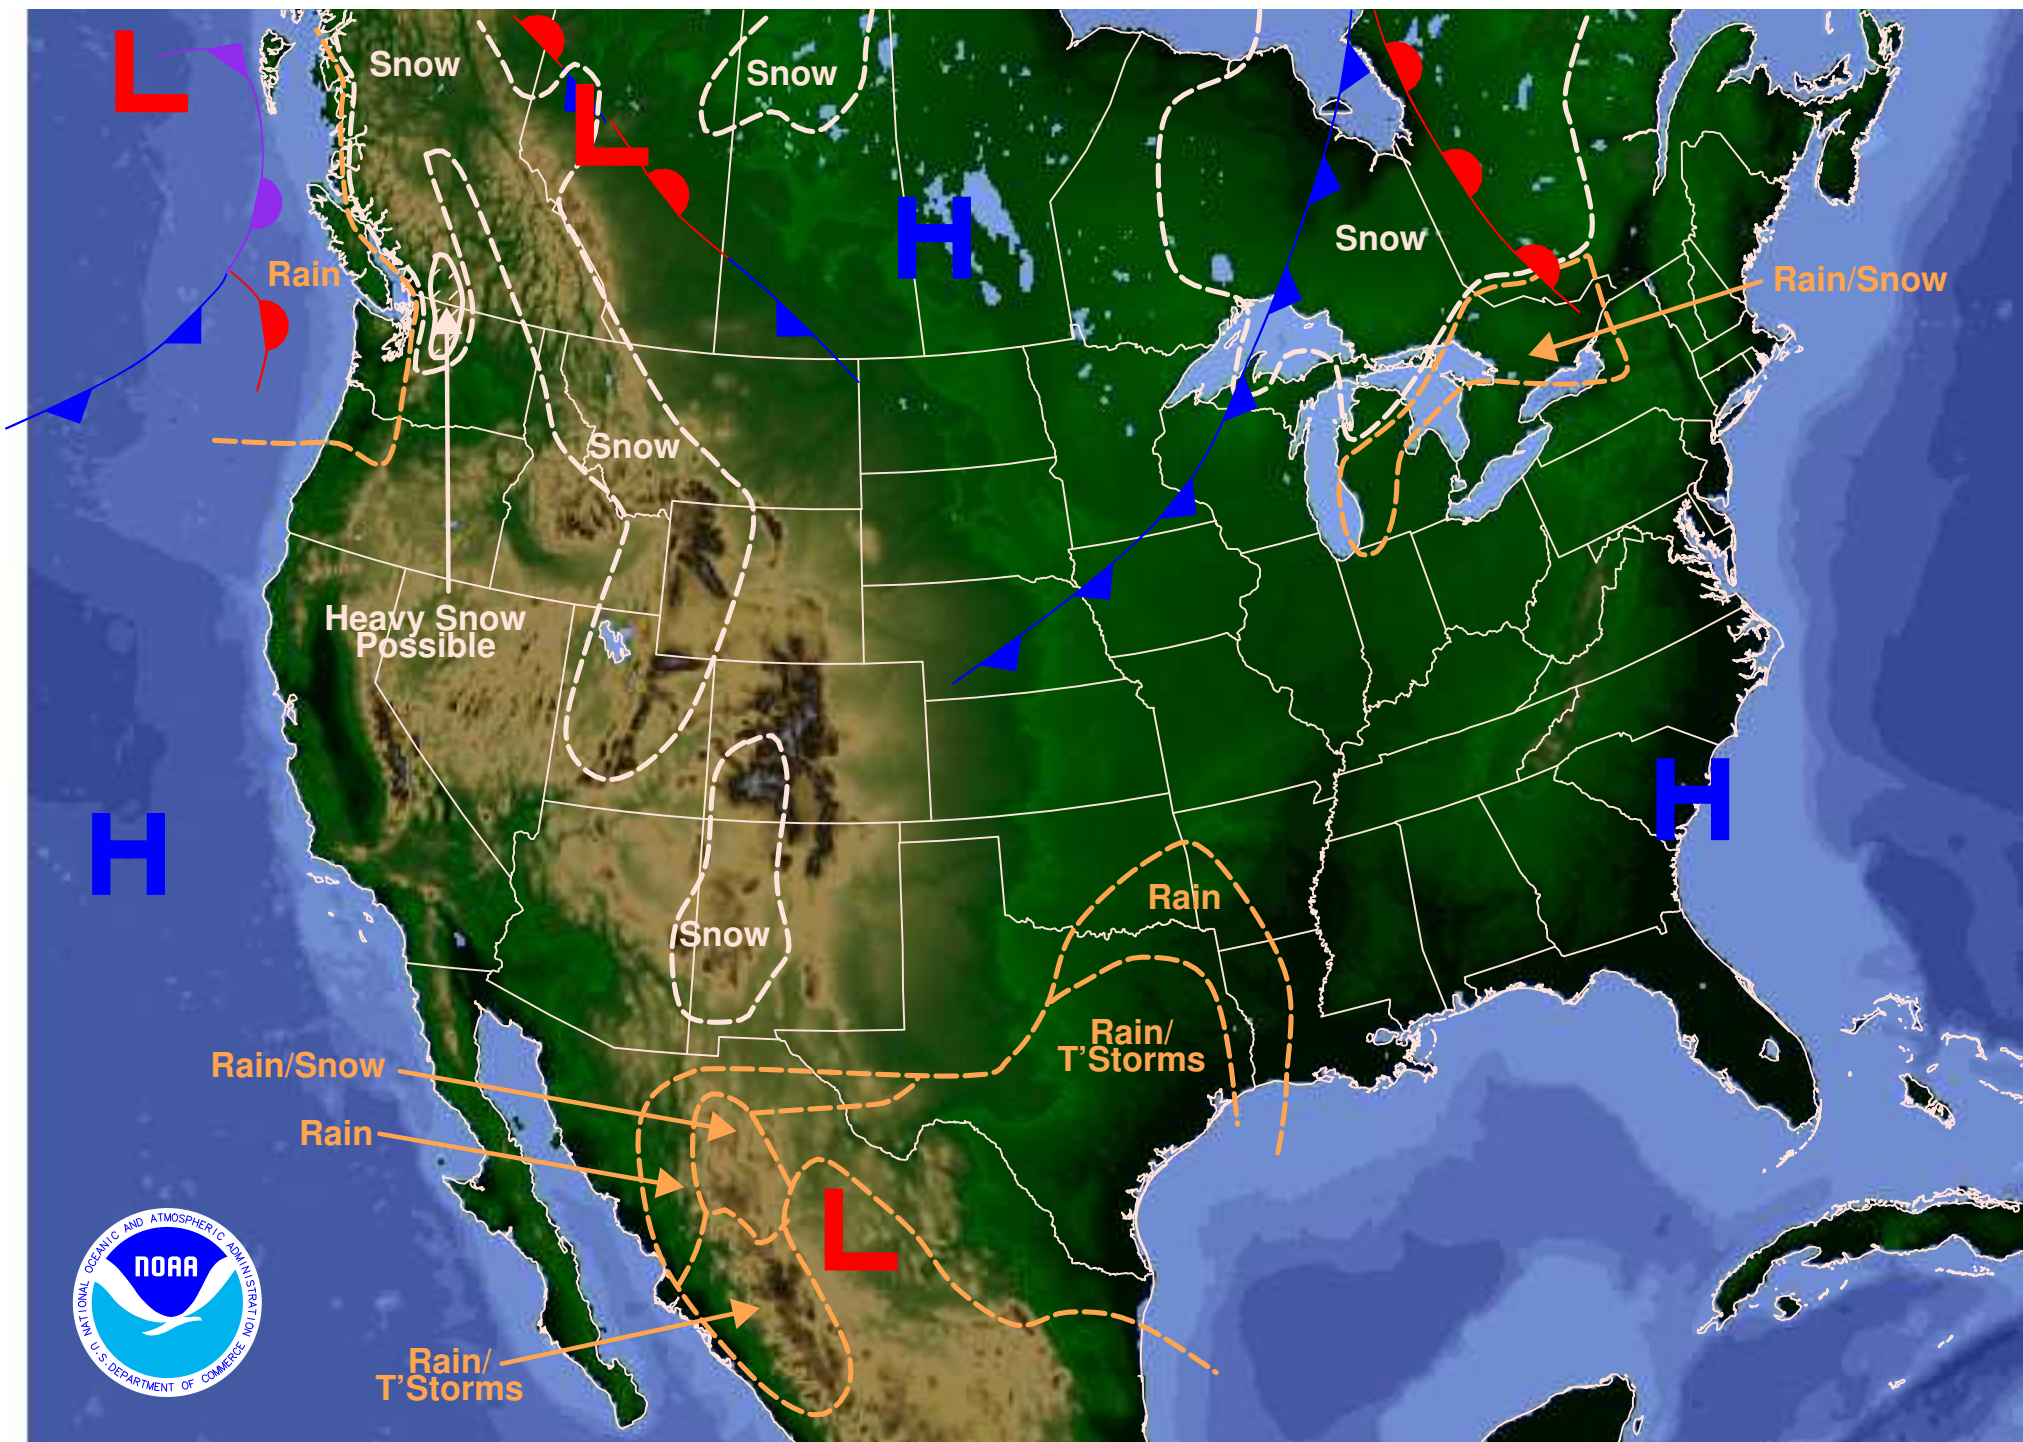 L
Snow
Snow
L
H
Snow
Rain
Rain/Snow
Snow
Heavy Snow
Possible
H
H
Rain
Snow
Rain/
T'Storms
Rain/Snow
Rain
L
Rain/
T'Storms
NATIONAL OCEANIC AND ATMOSPHERIC ADMINISTRATION
NOAA
U.S. DEPARTMENT OF COMMERCE